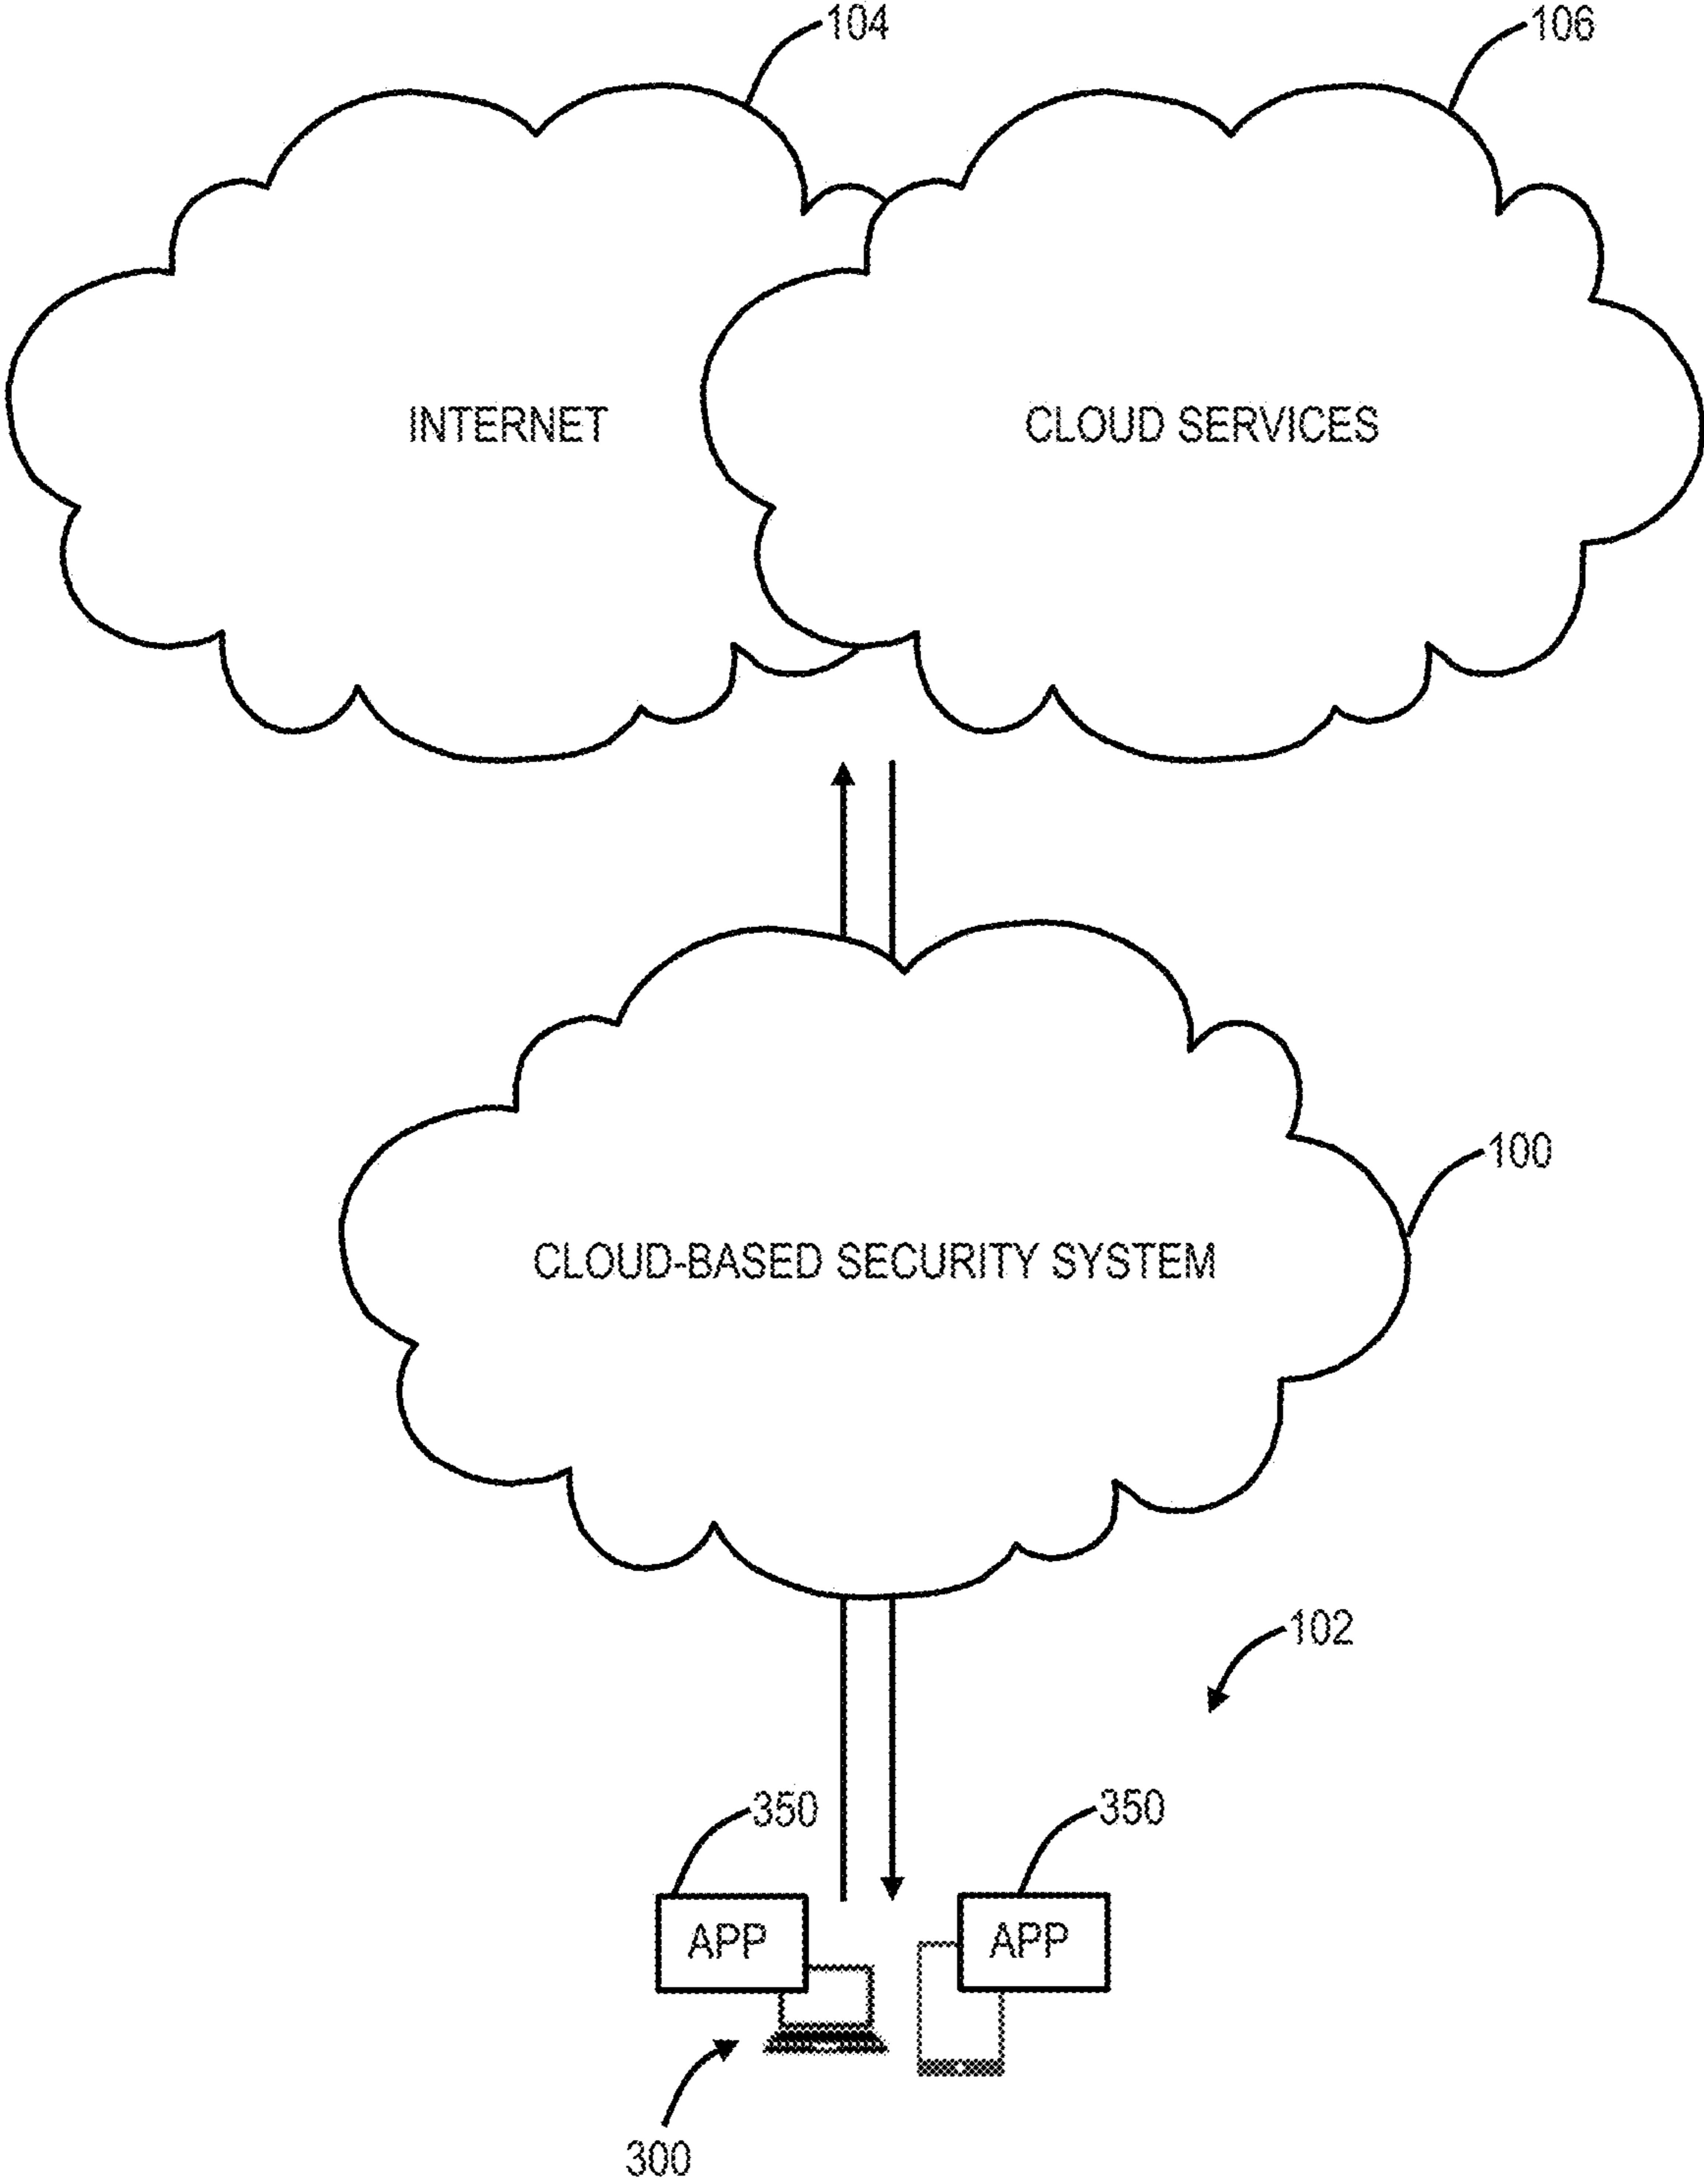 104
106
INTERNET
CLOUD SERVICES
100
CLOUD-BASED SECURITY SYSTEM
102
350
350
APP
APP
300